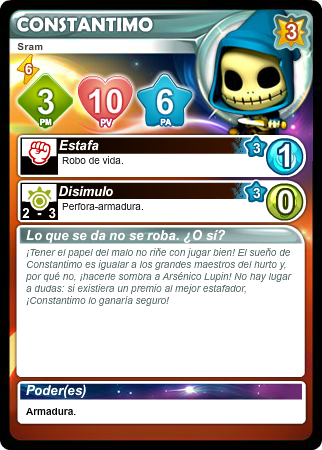 CONSTANTIMO
3
Sram
6
3
PM
10
PV
6
PA
Estafa
3
1
Robo de vida.
Disimulo
3
0
2 - 3
Perfora-armadura.
Lo que se da no se roba. ¿O sí?
¡Tener el papel del malo no riñe con jugar bien! El sueño de
Constantimo es igualar a los grandes maestros del hurto y,
por qué no, ¡hacerle sombra a Arsénico Lupin! No hay lugar
a dudas: si existiera un premio al mejor estafador,
¡Constantimo lo ganaría seguro!
Poder(es)
Armadura.